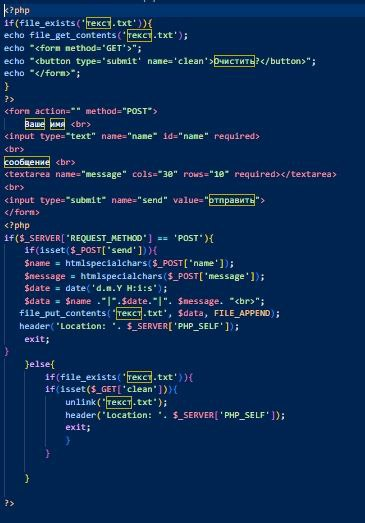 <?php
if(file_exists('текст.txt')){
echo file_get_contents('текст.txt');
echo "<form method='GET'>";
echo "<button type='submit' name='clean'>Очистить?</button>";
echo "</form>";
}
?>
<form action="" method="POST">
Ваше имя <br>
<input type="text" name="name" id="name" required>
<br>
сообщение <br>
<textarea name="message" cols="30" rows="10" required></textarea>
<br>
<input type="submit" name="send" value="отправить">
</form>
<?php
if($_SERVER['REQUEST_METHOD'] == 'POST'){
if(isset($_POST['send'])){
$name = htmlspecialchars($_POST['name']);
$message = htmlspecialchars($_POST['message']);
$date = date('d.m.Y H:i:s');
$data = $name ."|".$date."|". $message. "<br>";
file_put_contents('текст.txt', $data, FILE_APPEND);
header('Location: '. $_SERVER['PHP_SELF']);
exit;
}
}else{
if(file_exists('текст.txt')){
if(isset($_GET['clean'])){
unlink('текст.txt');
header('Location: '. $_SERVER['PHP_SELF']);
exit;
}
}
}
?>